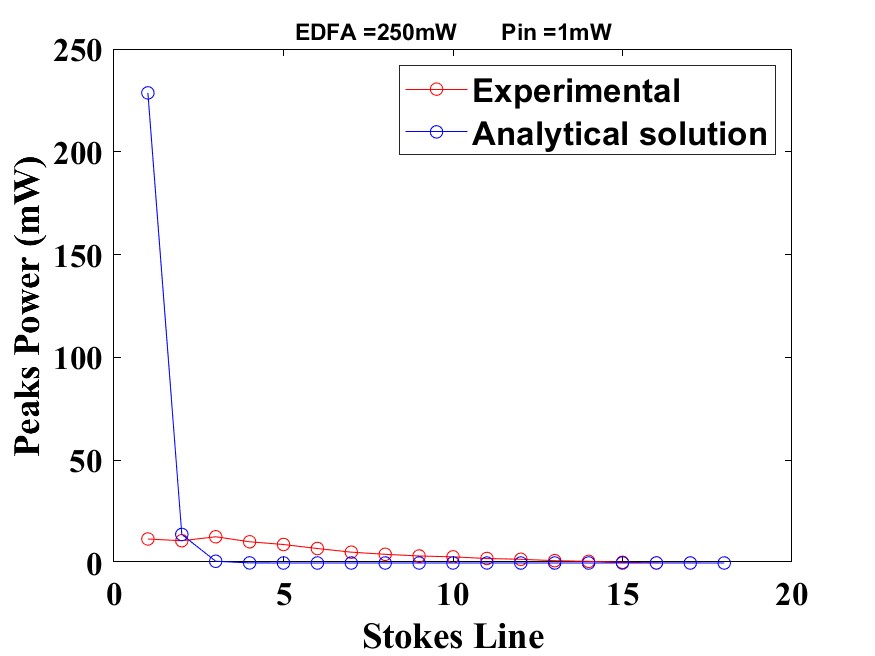 EDFA =250mW Pin =1mW
Experimental
Analytical solution
Peaks Power (mW)
250
200
150
100
50
0
0 5 10 15 20
Stokes Line